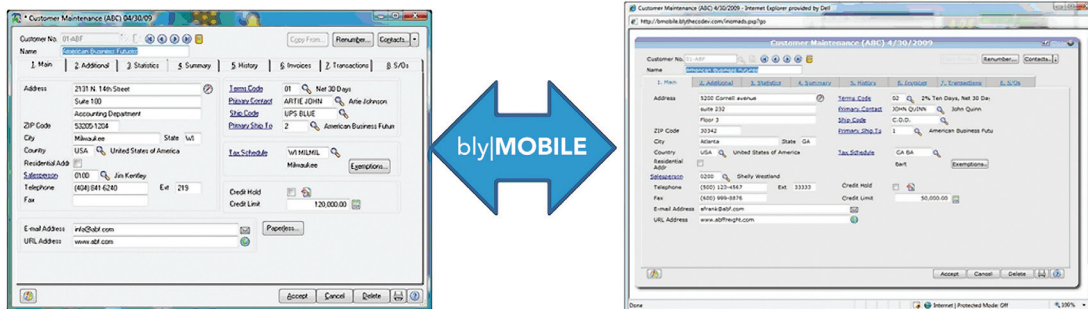 * Customer Maintenance (ABC) 04/30/09
Customer No. 01-ABF
Copy From... Renumber... Contacts...
Name American Business Futures
1. Main 2. Additional 3. Statistics 4. Summary 5. History 6. Invoices 7. Transactions 8. S/Os
Address 2131 N. 14th Street Terms Code 01 Net 30 Days
Suite 100 Primary Contact ARTIE JOHN Artie Johnson
Accounting Department Ship Code UPS BLUE
ZIP Code 53205-1204 Primary Ship To 2 American Business Futur
City Milwaukee State WI
Country USA United States of America Tax Schedule WI MILMIL
Residential Addr Milwaukee Exemptions...
Salesperson 0100 Jim Kentley
Telephone (404) 841-6240 Ext 219 Credit Hold
Fax Credit Limit 120,000.00
E-mail Address info@abf.com Paperless...
URL Address www.abf.com
Accept Cancel Delete
bly|MOBILE
Customer Maintenance (ABC) 4/30/2009 - Internet Explorer provided by Dell
http://bmobile.blythecodev.com/inomads.pxp?go
Customer Maintenance (ABC) 4/30/2009
Customer No. 01-ABF Renumber... Contacts...
Name American Business Futures
1. Main 2. Additional 3. Statistics 4. Summary 5. History 6. Invoices 7. Transactions 8. S/Os
Address 5200 Cornell avenue Terms Code 02 2% Ten Days, Net 30 Day
suite 232 Primary Contact JOHN QUINN John Quinn
Floor 3 Ship Code C.O.D.
ZIP Code 30342 Primary Ship To 1 American Business Futu
City Atlanta State GA
Country USA United States of America Tax Schedule GA BA
Residential Addr Bert Exemptions...
Salesperson 0200 Shelly Westland
Telephone (500) 123-4567 Ext 33333 Credit Hold
Fax (600) 999-8876 Credit Limit 50,000.00
E-mail Address afrank@abf.com
URL Address www.abffreight.com
Accept Cancel Delete
Done Internet | Protected Mode: Off 100%